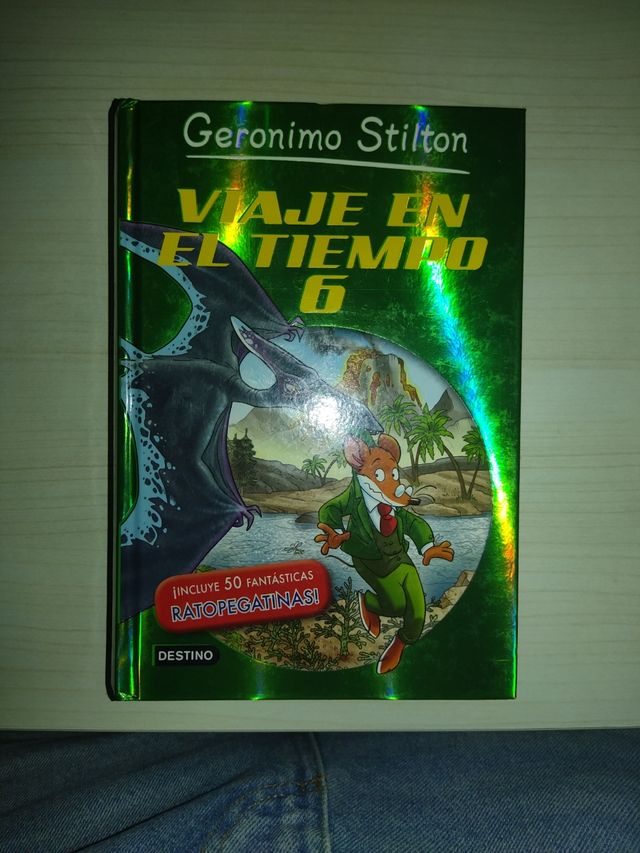 Geronimo Stilton
VIAJE EN
EL TIEMPO
6
¡INCLUYE 50 FANTÁSTICAS
RATOPEGATINAS!
DESTINO